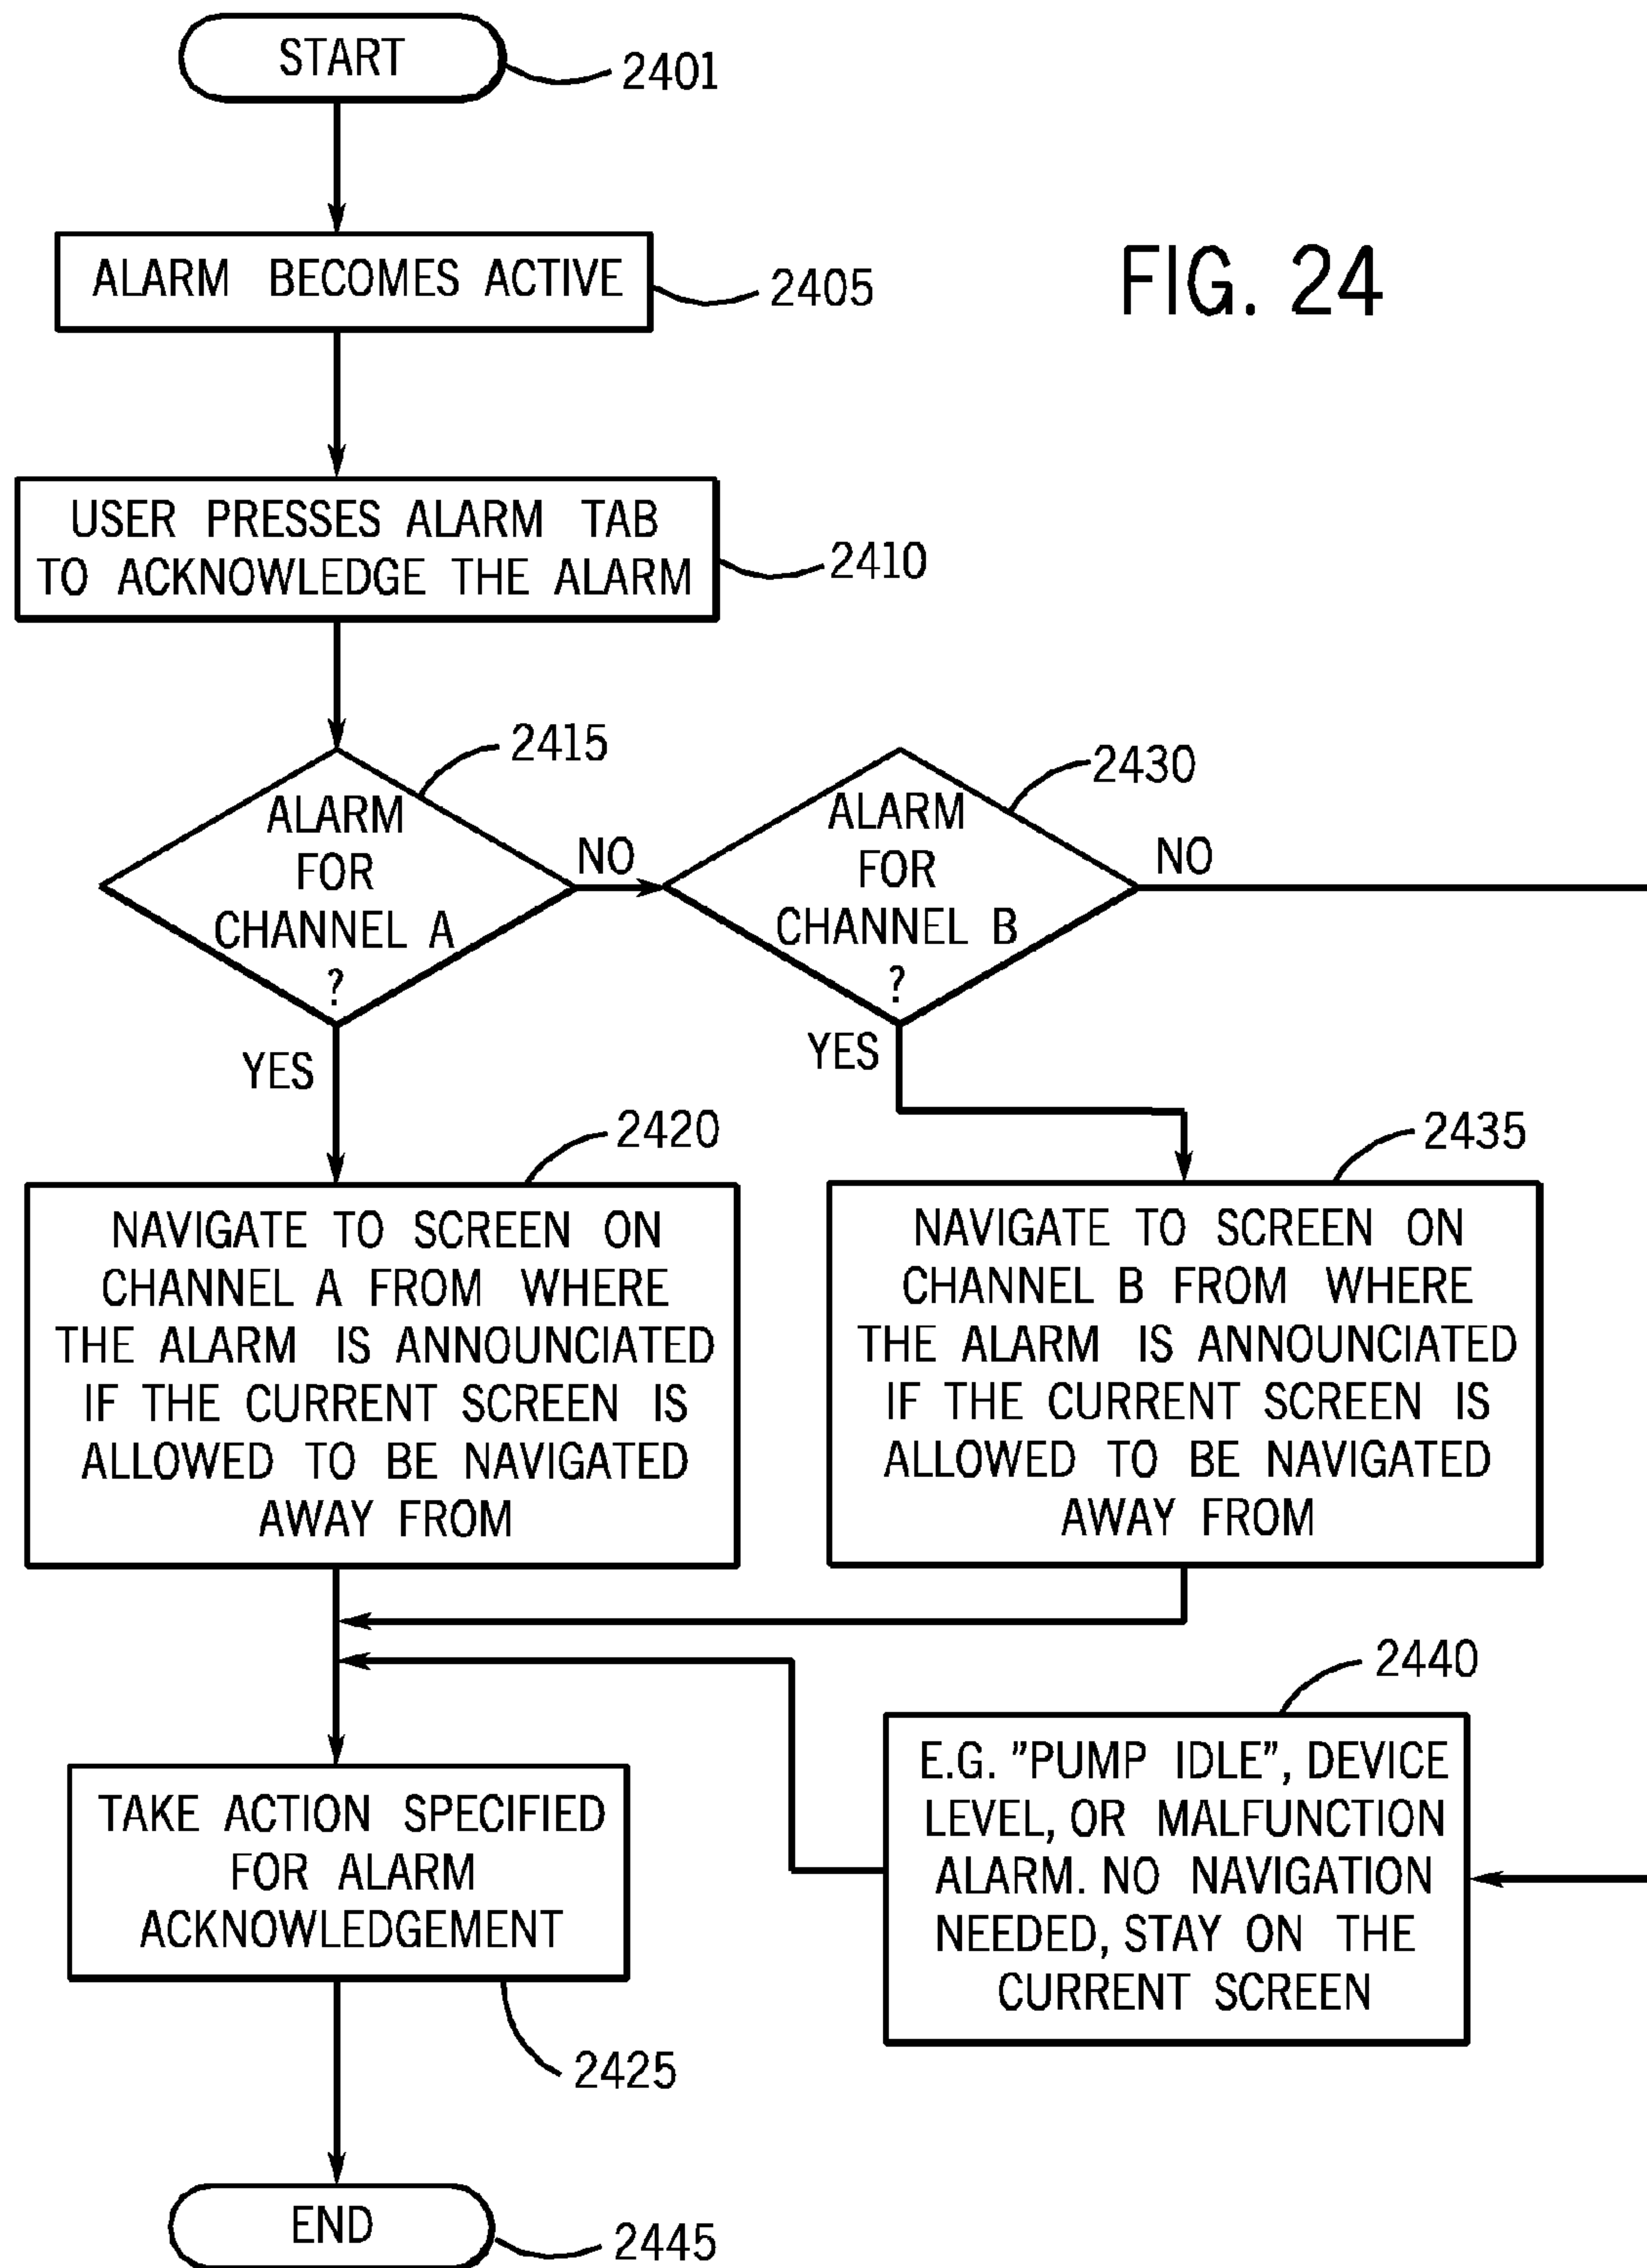 START
2401
FIG. 24
ALARM BECOMES ACTIVE
2405
USER PRESSES ALARM TAB
TO ACKNOWLEDGE THE ALARM
2410
2415
ALARM
FOR
CHANNEL A
?
NO
YES
2430
ALARM
FOR
CHANNEL B
?
NO
YES
2420
NAVIGATE TO SCREEN ON
CHANNEL A FROM WHERE
THE ALARM IS ANNOUNCIATED
IF THE CURRENT SCREEN IS
ALLOWED TO BE NAVIGATED
AWAY FROM
2435
NAVIGATE TO SCREEN ON
CHANNEL B FROM WHERE
THE ALARM IS ANNOUNCIATED
IF THE CURRENT SCREEN IS
ALLOWED TO BE NAVIGATED
AWAY FROM
2440
E.G. "PUMP IDLE", DEVICE
LEVEL, OR MALFUNCTION
ALARM. NO NAVIGATION
NEEDED, STAY ON THE
CURRENT SCREEN
TAKE ACTION SPECIFIED
FOR ALARM
ACKNOWLEDGEMENT
2425
END
2445